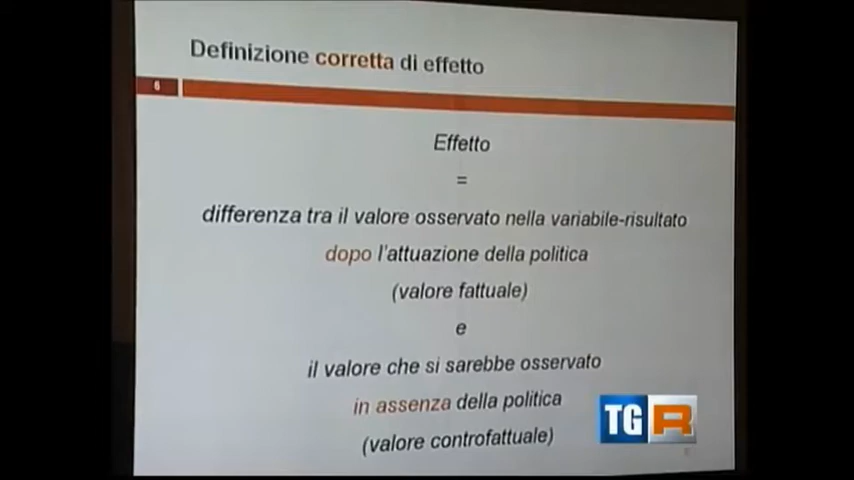 Definizione corretta di effetto
6
Effetto
=
differenza tra il valore osservato nella variabile-risultato
dopo l'attuazione della politica
(valore fattuale)
e
il valore che si sarebbe osservato
in assenza della politica
(valore controfattuale)
TGR